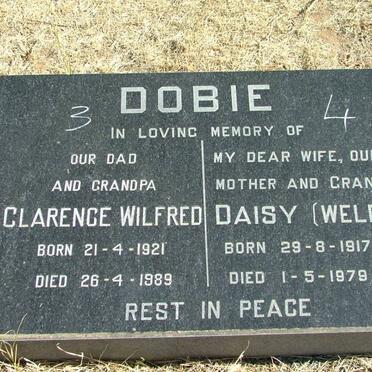 DOBIE
3 4
IN LOVING MEMORY OF
OUR DAD
AND GRANDPA
CLARENCE WILFRED
BORN 21-4-1921
DIED 26-4-1989
MY DEAR WIFE, OUR
MOTHER AND GRAN
DAISY (WEL
BORN 29-8-1917
DIED 1-5-1979
REST IN PEACE